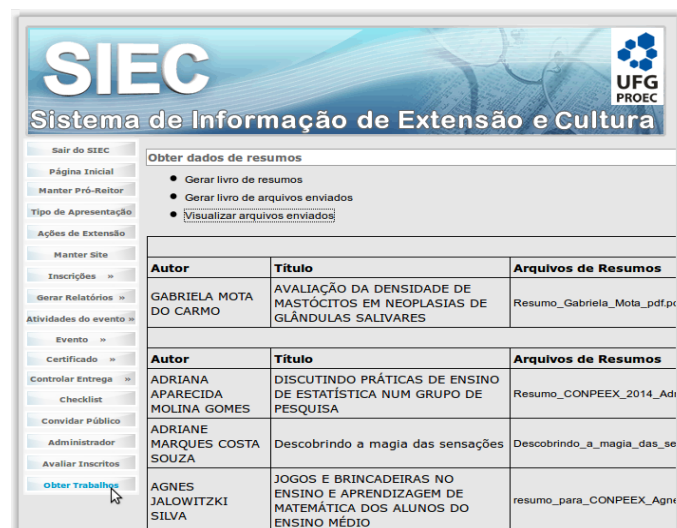 SIEC
UFG
PROEC
Sistema de Informação de Extensão e Cultura
Sair do SIEC
Página Inicial
Manter Pró-Reitor
Tipo de Apresentação
Ações de Extensão
Manter Site
Inscrições »
Gerar Relatórios »
Atividades do evento »
Evento »
Certificado »
Controlar Entrega »
Checklist
Convidar Público
Administrador
Avaliar Inscritos
Obter Trabalhos
Obter dados de resumos
Gerar livro de resumos
Gerar livro de arquivos enviados
Visualizar arquivos enviados
Autor Título Arquivos de Resumos
GABRIELA MOTA
DO CARMO
AVALIAÇÃO DA DENSIDADE DE
MASTÓCITOS EM NEOPLASIAS DE
GLÂNDULAS SALIVARES
Resumo_Gabriela_Mota_pdf.pd
Autor Título Arquivos de Resumos
ADRIANA
APARECIDA
MOLINA GOMES
DISCUTINDO PRÁTICAS DE ENSINO
DE ESTATÍSTICA NUM GRUPO DE
PESQUISA
Resumo_CONPEEX_2014_Adr
ADRIANE
MARQUES COSTA
SOUZA
Descobrindo a magia das sensações
Descobrindo_a_magia_das_se
AGNES
JALOWITZKI
SILVA
JOGOS E BRINCADEIRAS NO
ENSINO E APRENDIZAGEM DE
MATEMÁTICA DOS ALUNOS DO
ENSINO MÉDIO
resumo_para_CONPEEX_Agne